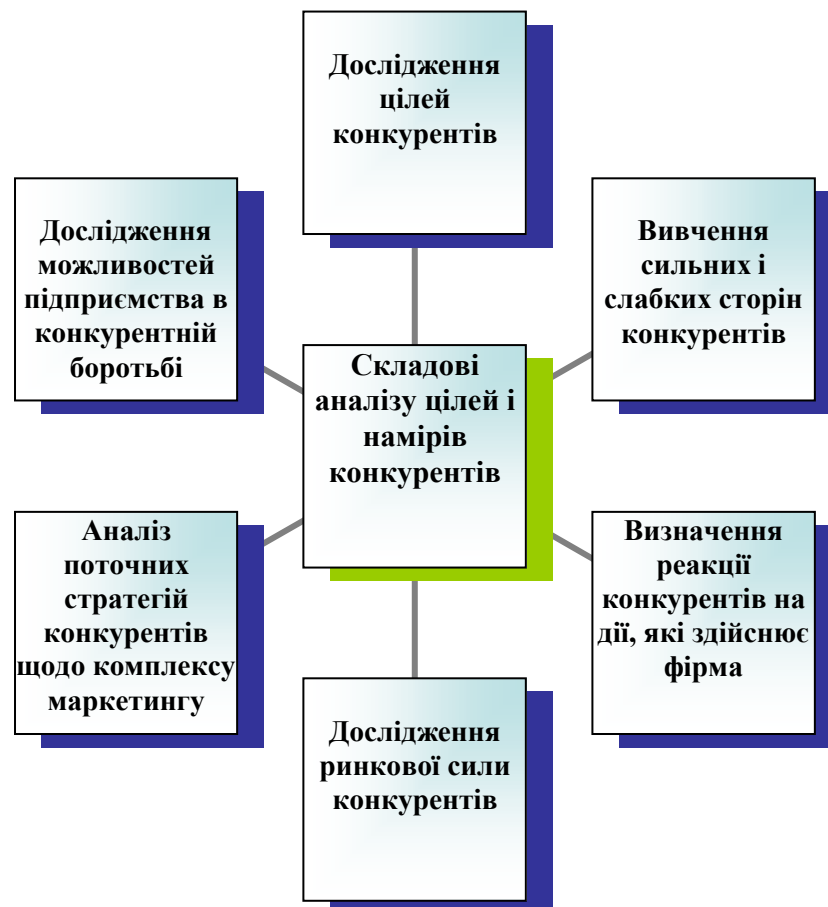 Дослідження
цілей
конкурентів
Дослідження
можливостей
підприємства в
конкурентній
боротьбі
Вивчення
сильних і
слабких сторін
конкурентів
Складові
аналізу цілей і
намірів
конкурентів
Аналіз
поточних
стратегій
конкурентів
щодо комплексу
маркетингу
Визначення
реакції
конкурентів на
дії, які здійснює
фірма
Дослідження
ринкової сили
конкурентів